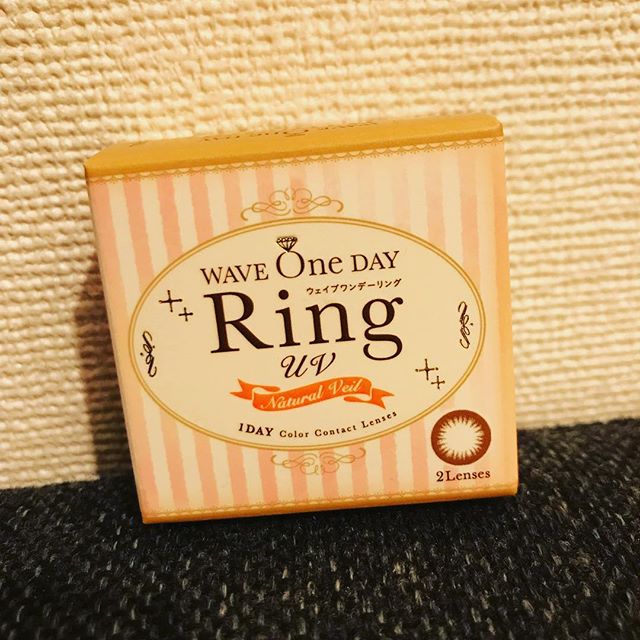 WAVE One DAY
ウェイブワンデーリング
Ring
UV
Natural Veil
1DAY Color Contact Lenses
2Lenses